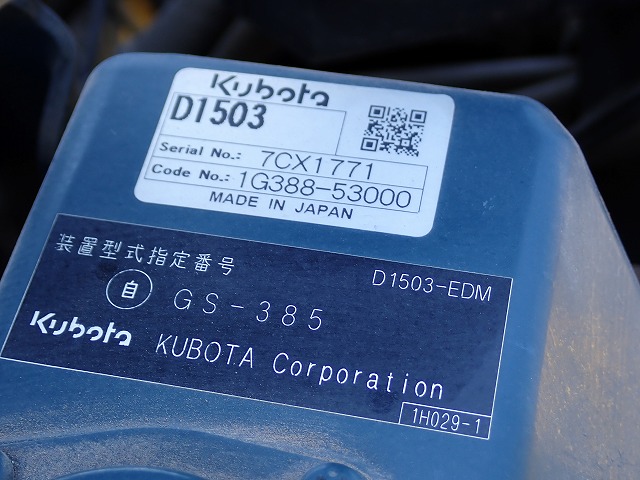 Kubota
D1503
Serial No.: 7CX1771
Code No.: 1G388-53000
MADE IN JAPAN
装置型式指定番号
D1503-EDM
自 GS-385
Kubota KUBOTA Corporation
1H029-1